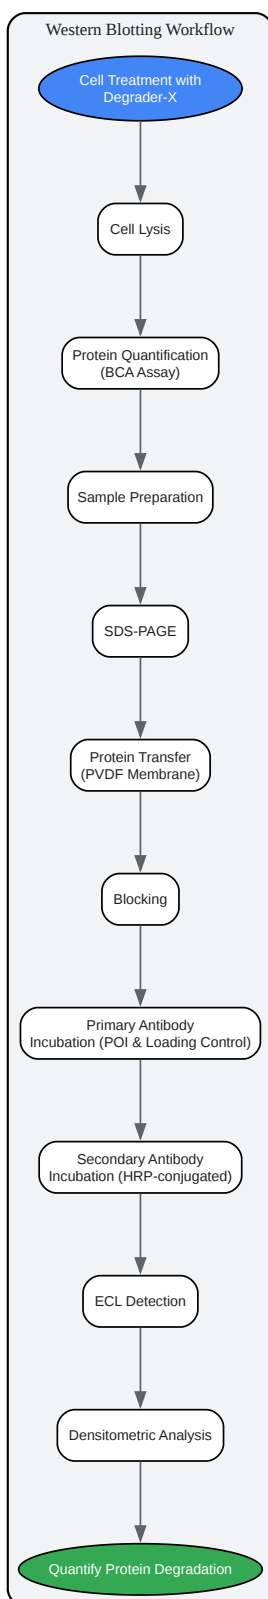 Western Blotting Workflow
Cell Treatment with
Degrader-X
Cell Lysis
Protein Quantification
(BCA Assay)
Sample Preparation
SDS-PAGE
Protein Transfer
(PVDF Membrane)
Blocking
Primary Antibody
Incubation (POI & Loading Control)
Secondary Antibody
Incubation (HRP-conjugated)
ECL Detection
Densitometric Analysis
Quantify Protein Degradation